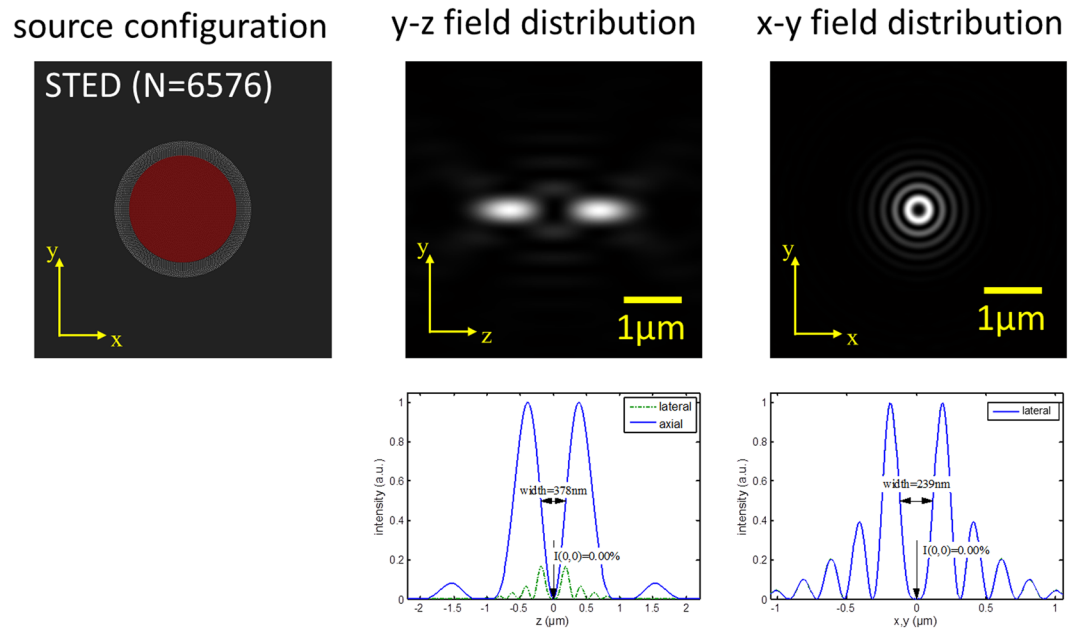 source configuration
y-z field distribution
x-y field distribution
STED (N=6576)
y
x
y
z
1μm
y
x
1μm
1
0.8
0.6
0.4
0.2
0
intensity (a.u.)
lateral
axial
width=378nm
I(0,0)=0.00%
-2
-1.5
-1
-0.5
0
0.5
1
1.5
2
z (μm)
1
0.8
0.6
0.4
0.2
0
intensity (a.u.)
lateral
width=239nm
I(0,0)=0.00%
-1
-0.5
0
0.5
1
x,y (μm)